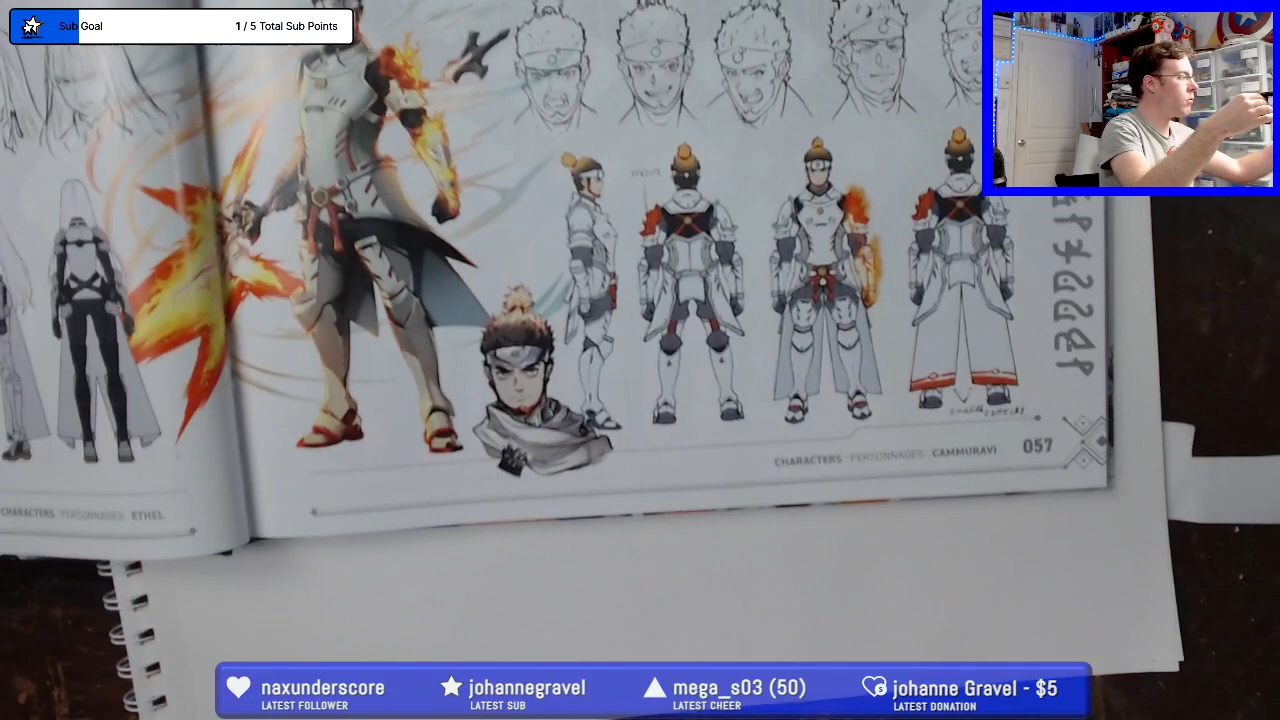 Sub Goal
1 / 5 Total Sub Points
CHARACTERS PERSONNAGES CAMMURAVI
057
CHARACTERS PERSONNAGES ETHEL
naxunderscore
LATEST FOLLOWER
johannegravel
LATEST SUB
mega_s03 (50)
LATEST CHEER
johanne Gravel - $5
LATEST DONATION